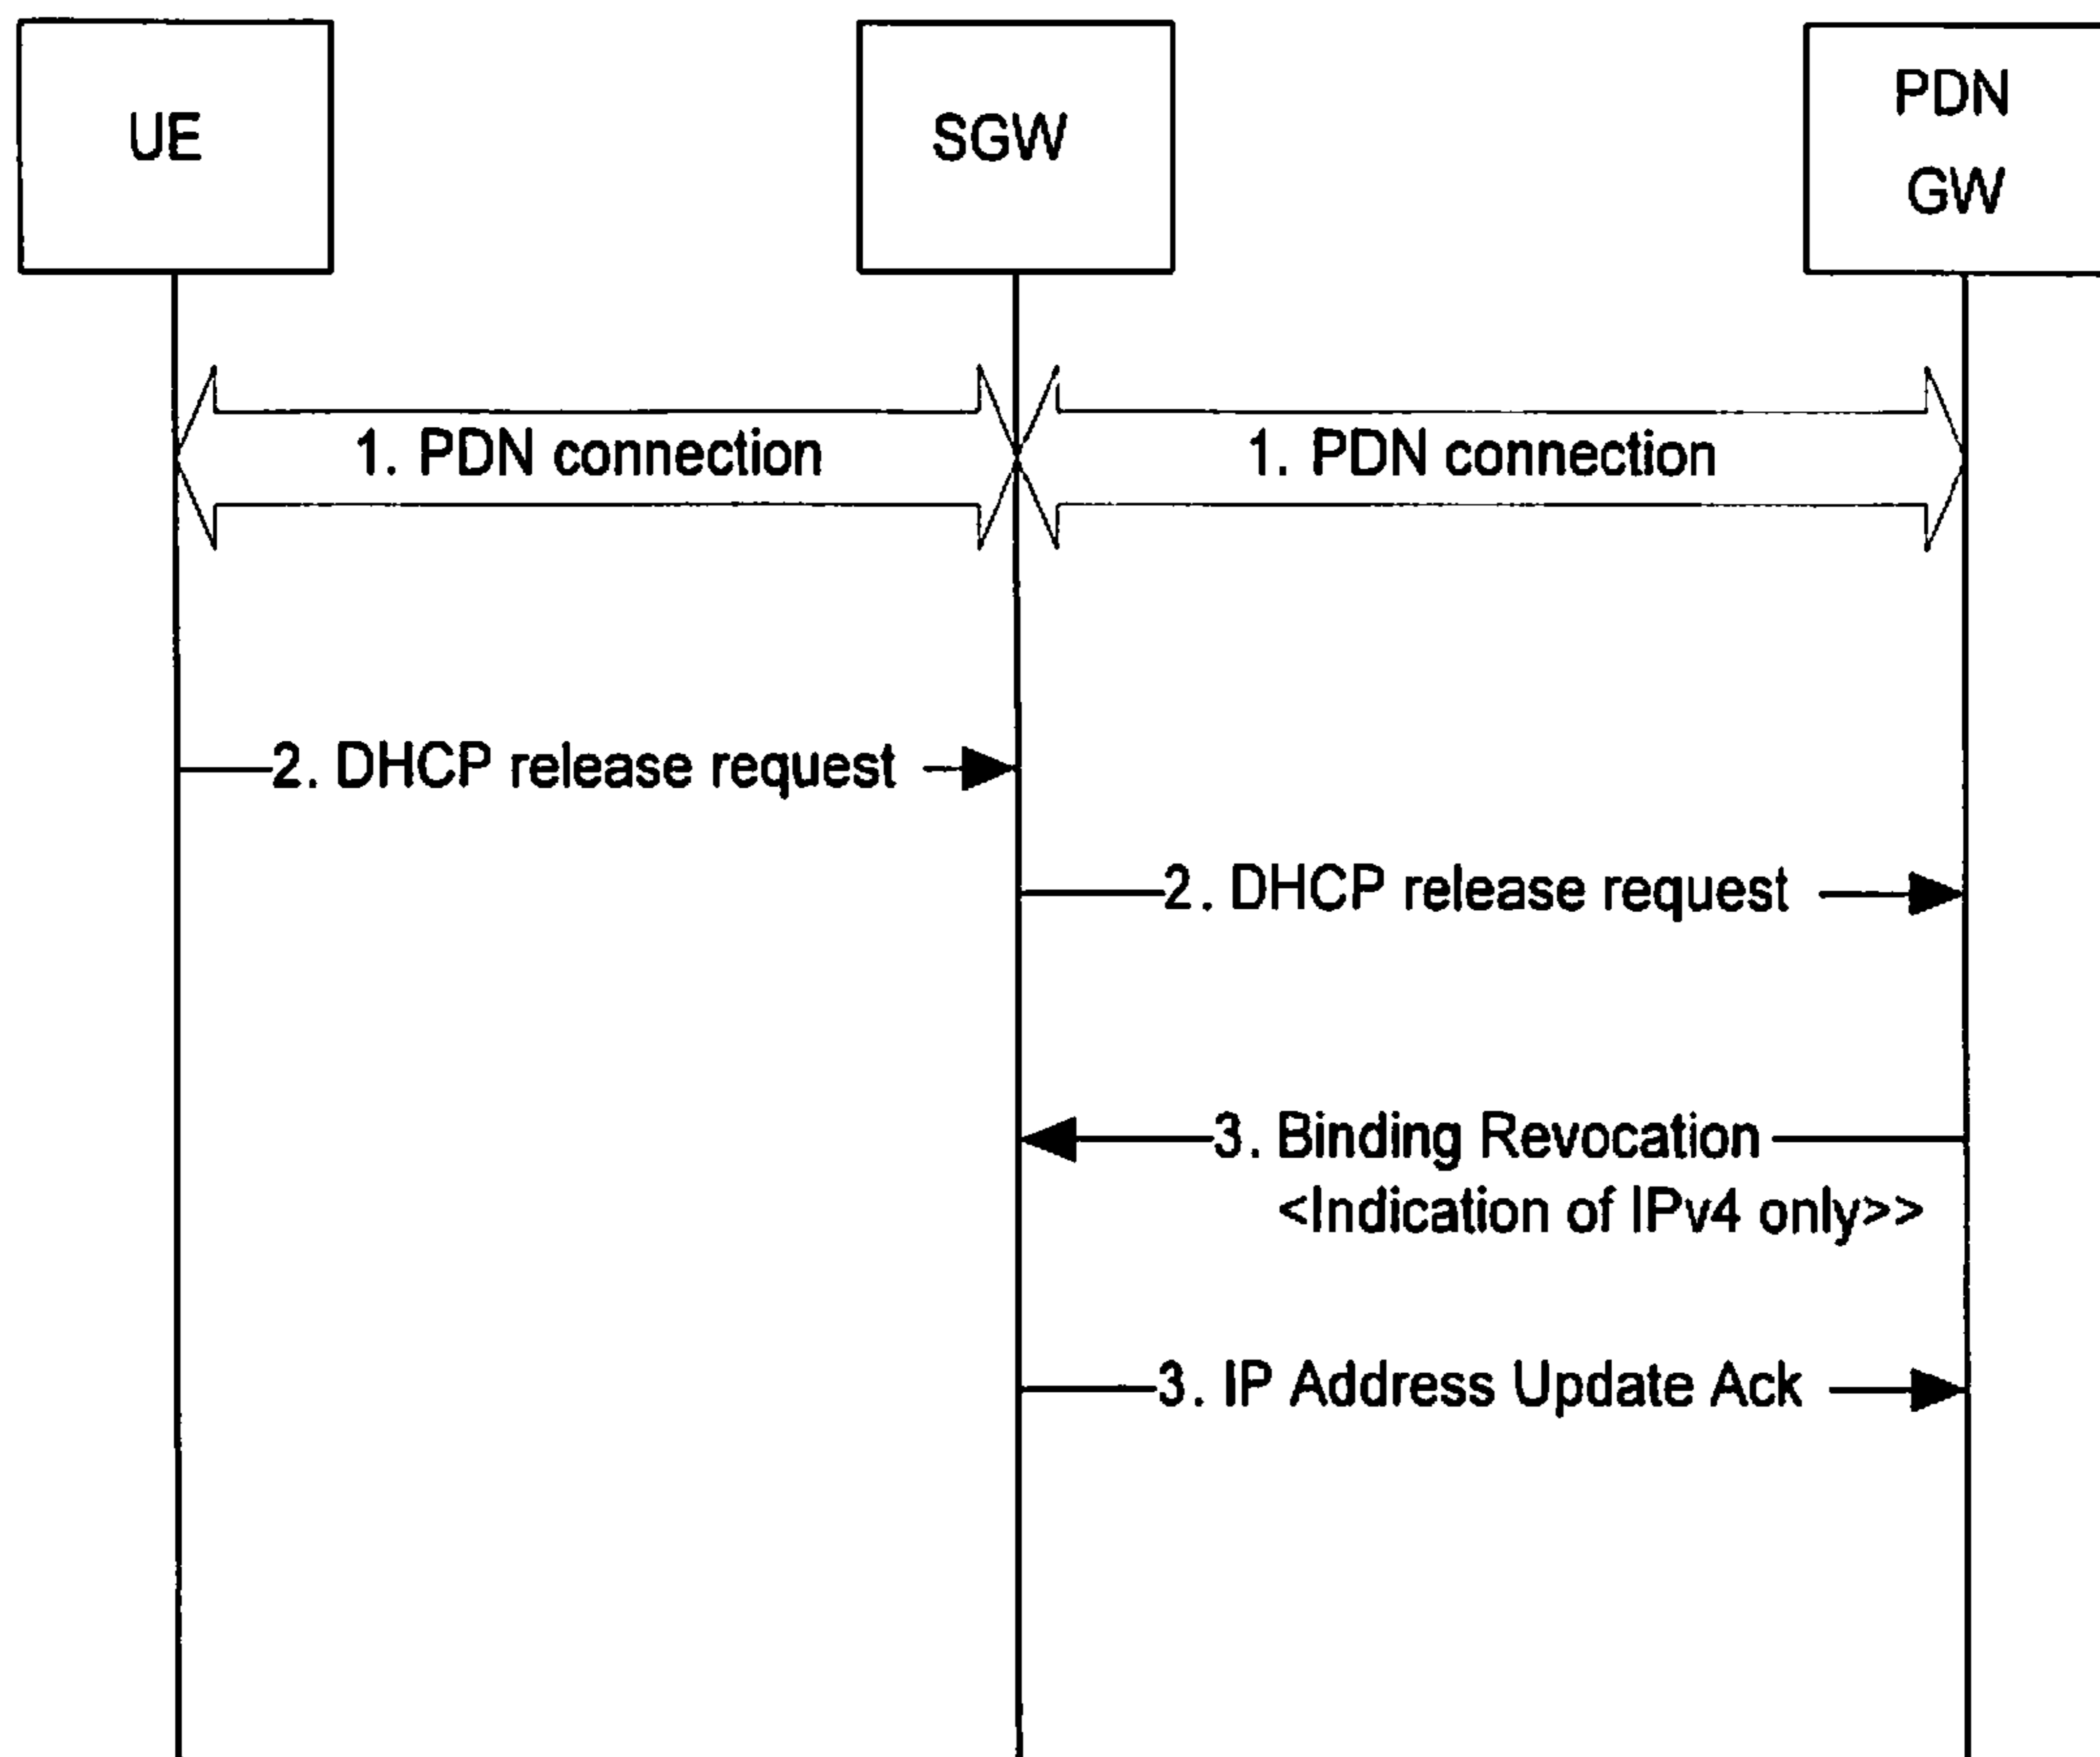 UE
SGW
PDN
GW
1. PDN connection
1. PDN connection
2. DHCP release request
2. DHCP release request
3. Binding Revocation
<Indication of IPv4 only>>
3. IP Address Update Ack